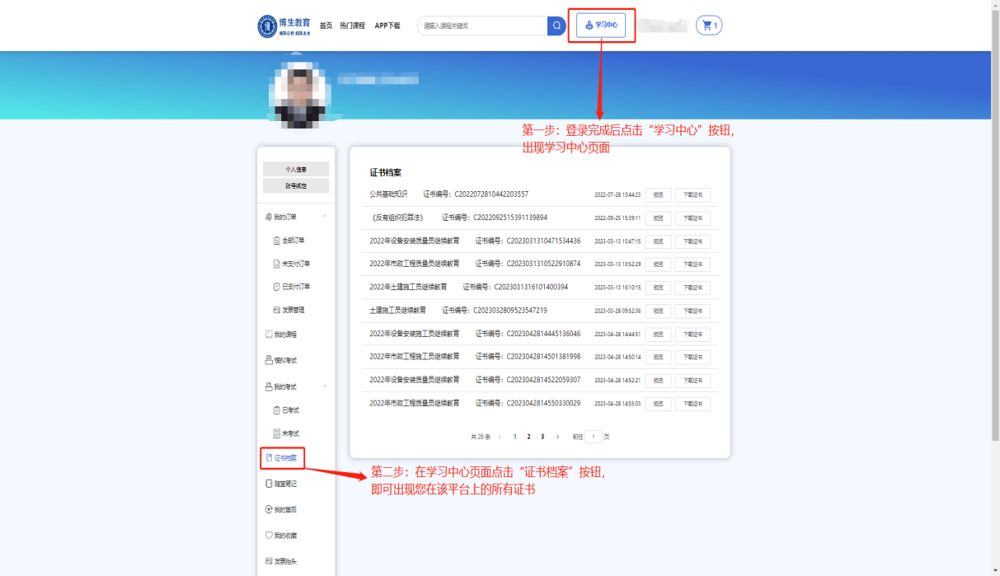 博生教育
首页 热门课程 APP下载
请输入课程关键词
学习中心
1
第一步：登录完成后点击“学习中心”按钮，
出现学习中心页面
个人信息
账号绑定
我的订单
全部订单
未支付订单
已支付订单
发票管理
我的课程
模拟考试
我的考试
已考试
未考试
证书档案
随堂笔记
我的售后
我的收藏
发票抬头
证书档案
公共基础知识 证书编号：C2022072810442203557 2022-07-28 10:44:23 预览 下载证书
《反有组织犯罪法》 证书编号：C2022092515391139894 2022-09-25 15:39:11 预览 下载证书
2022年设备安装质量员继续教育 证书编号：C2023031310471534436 2023-03-13 10:47:15 预览 下载证书
2022年市政工程质量员继续教育 证书编号：C2023031310522910874 2023-03-13 10:52:29 预览 下载证书
2022年土建施工员继续教育 证书编号：C2023031316101400394 2023-03-13 16:10:15 预览 下载证书
土建施工员继续教育 证书编号：C2023032809523547219 2023-03-28 09:52:36 预览 下载证书
2022年设备安装施工员继续教育 证书编号：C2023042814445136046 2023-04-28 14:44:51 预览 下载证书
2022年市政工程施工员继续教育 证书编号：C2023042814501381998 2023-04-28 14:50:14 预览 下载证书
2022年设备安装质量员继续教育 证书编号：C2023042814522059307 2023-04-28 14:52:21 预览 下载证书
2022年市政工程质量员继续教育 证书编号：C2023042814550330029 2023-04-28 14:55:03 预览 下载证书
共 28 条 1 2 3 前往 1 页
第二步：在学习中心页面点击“证书档案”按钮，
即可出现您在该平台上的所有证书